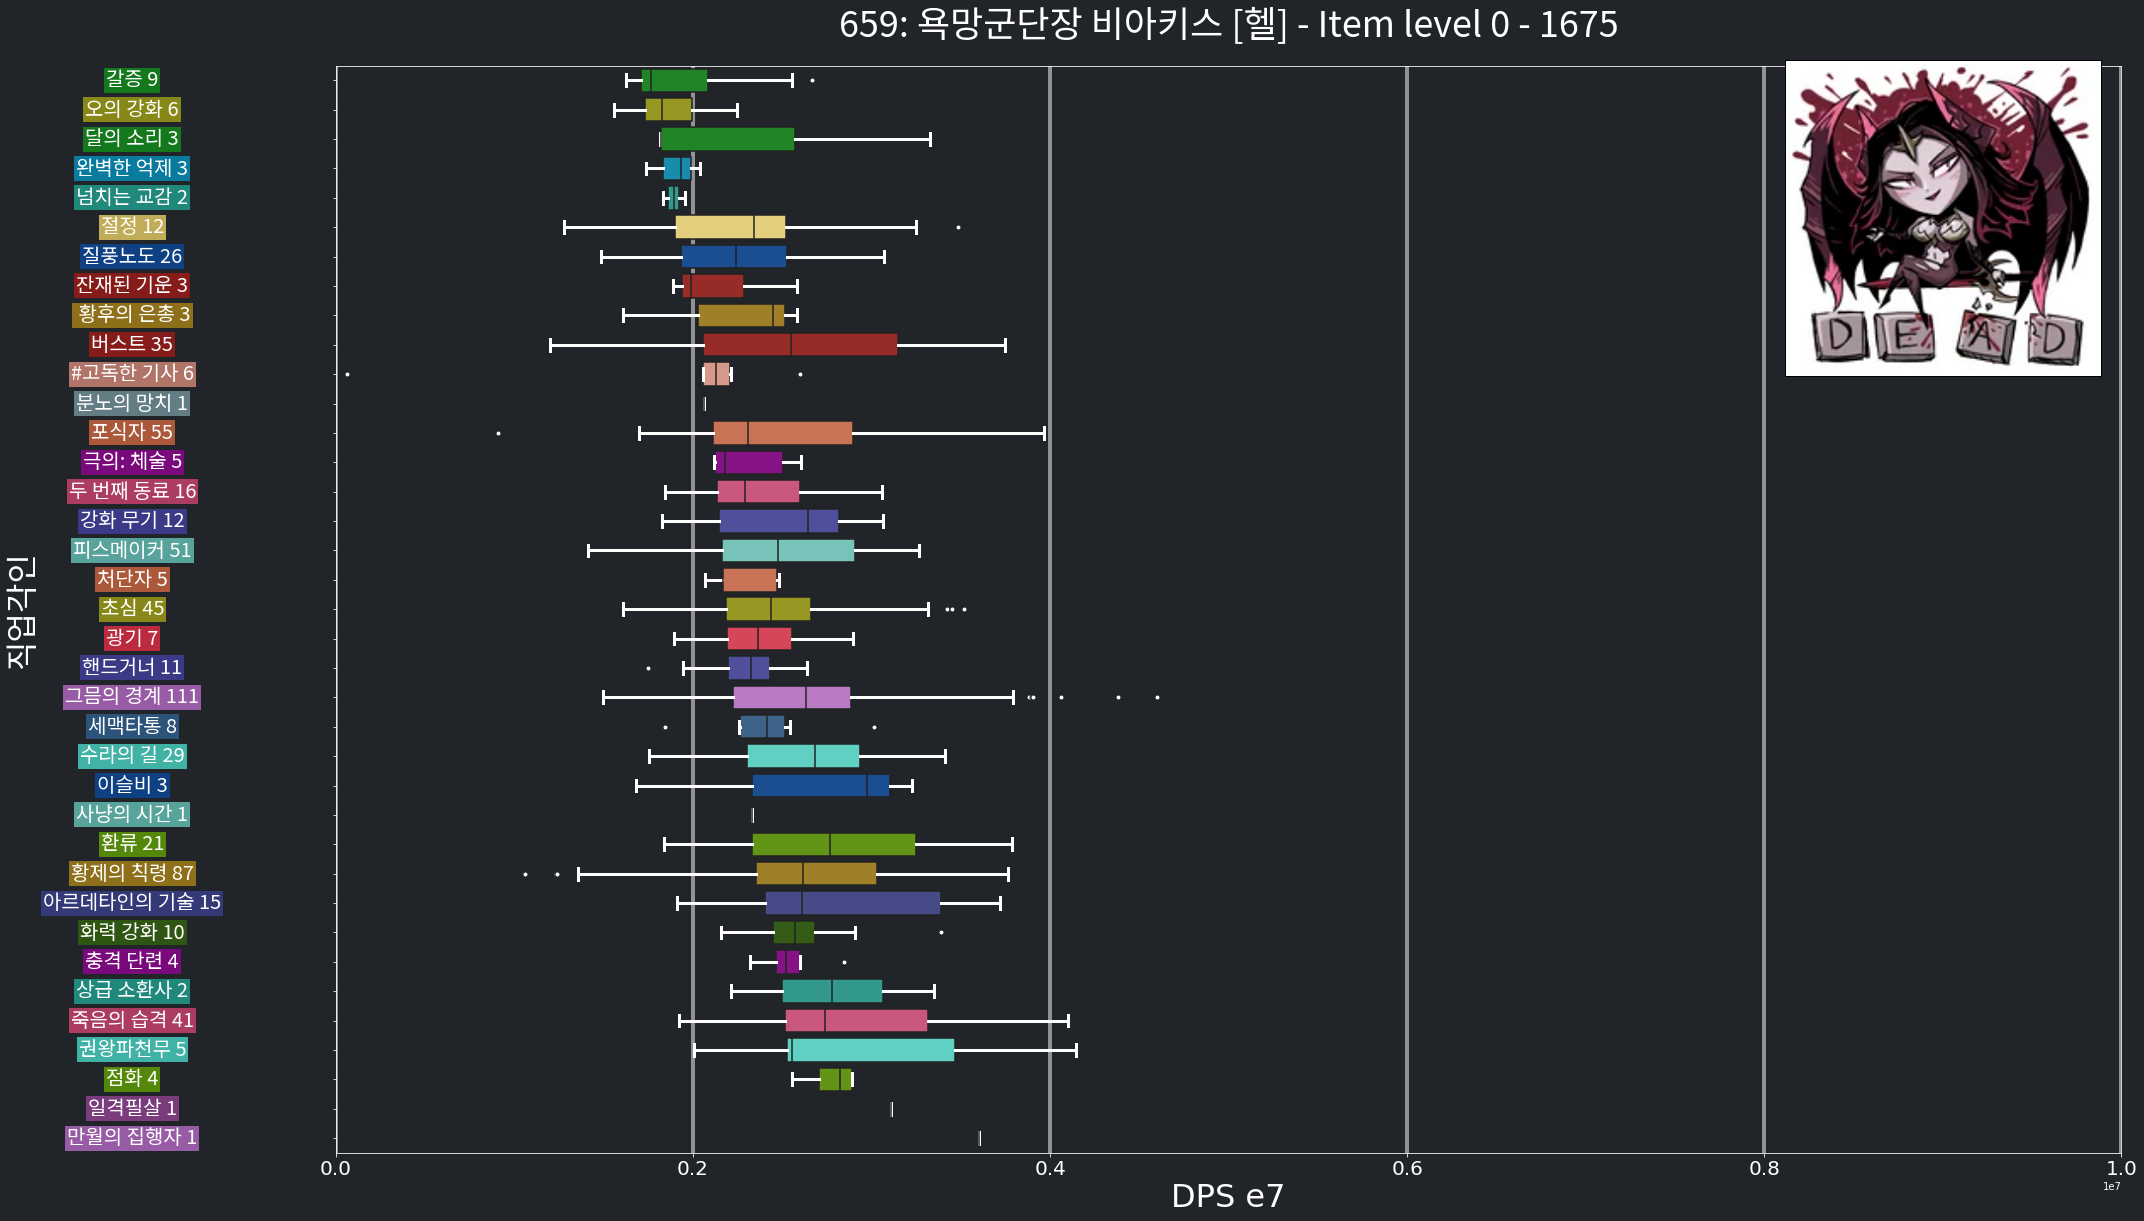 659: 욕망군단장 비아키스 [헬] - Item level 0 - 1675
갈증 9
오의 강화 6
달의 소리 3
완벽한 억제 3
넘치는 교감 2
절정 12
질풍노도 26
잔재된 기운 3
황후의 은총 3
버스트 35
#고독한 기사 6
분노의 망치 1
포식자 55
극의: 체술 5
두 번째 동료 16
강화 무기 12
피스메이커 51
처단자 5
초심 45
광기 7
핸드거너 11
그믐의 경계 111
세맥타통 8
수라의 길 29
이슬비 3
사냥의 시간 1
환류 21
황제의 칙령 87
아르데타인의 기술 15
화력 강화 10
충격 단련 4
상급 소환사 2
죽음의 습격 41
권왕파천무 5
점화 4
일격필살 1
만월의 집행자 1
직업각인
0.0 0.2 0.4 0.6 0.8 1.0
1e7
DPS e7
DEAD